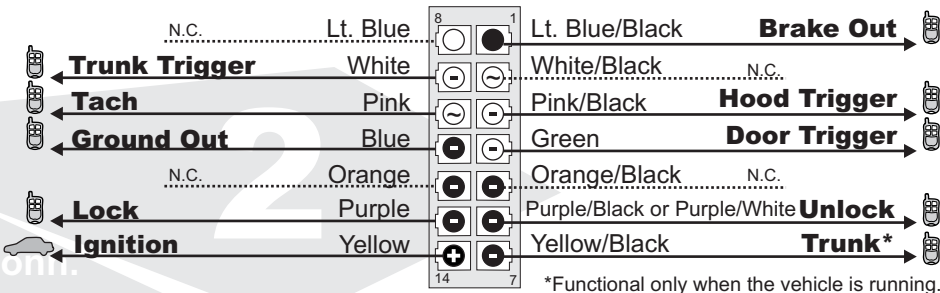 8 1
N.C. Lt. Blue Lt. Blue/Black Brake Out
Trunk Trigger White White/Black N.C.
Tach Pink Pink/Black Hood Trigger
Ground Out Blue Green Door Trigger
N.C. Orange Orange/Black N.C.
Lock Purple Purple/Black or Purple/White Unlock
Ignition Yellow Yellow/Black Trunk*
14 7
*Functional only when the vehicle is running.
2
onn.